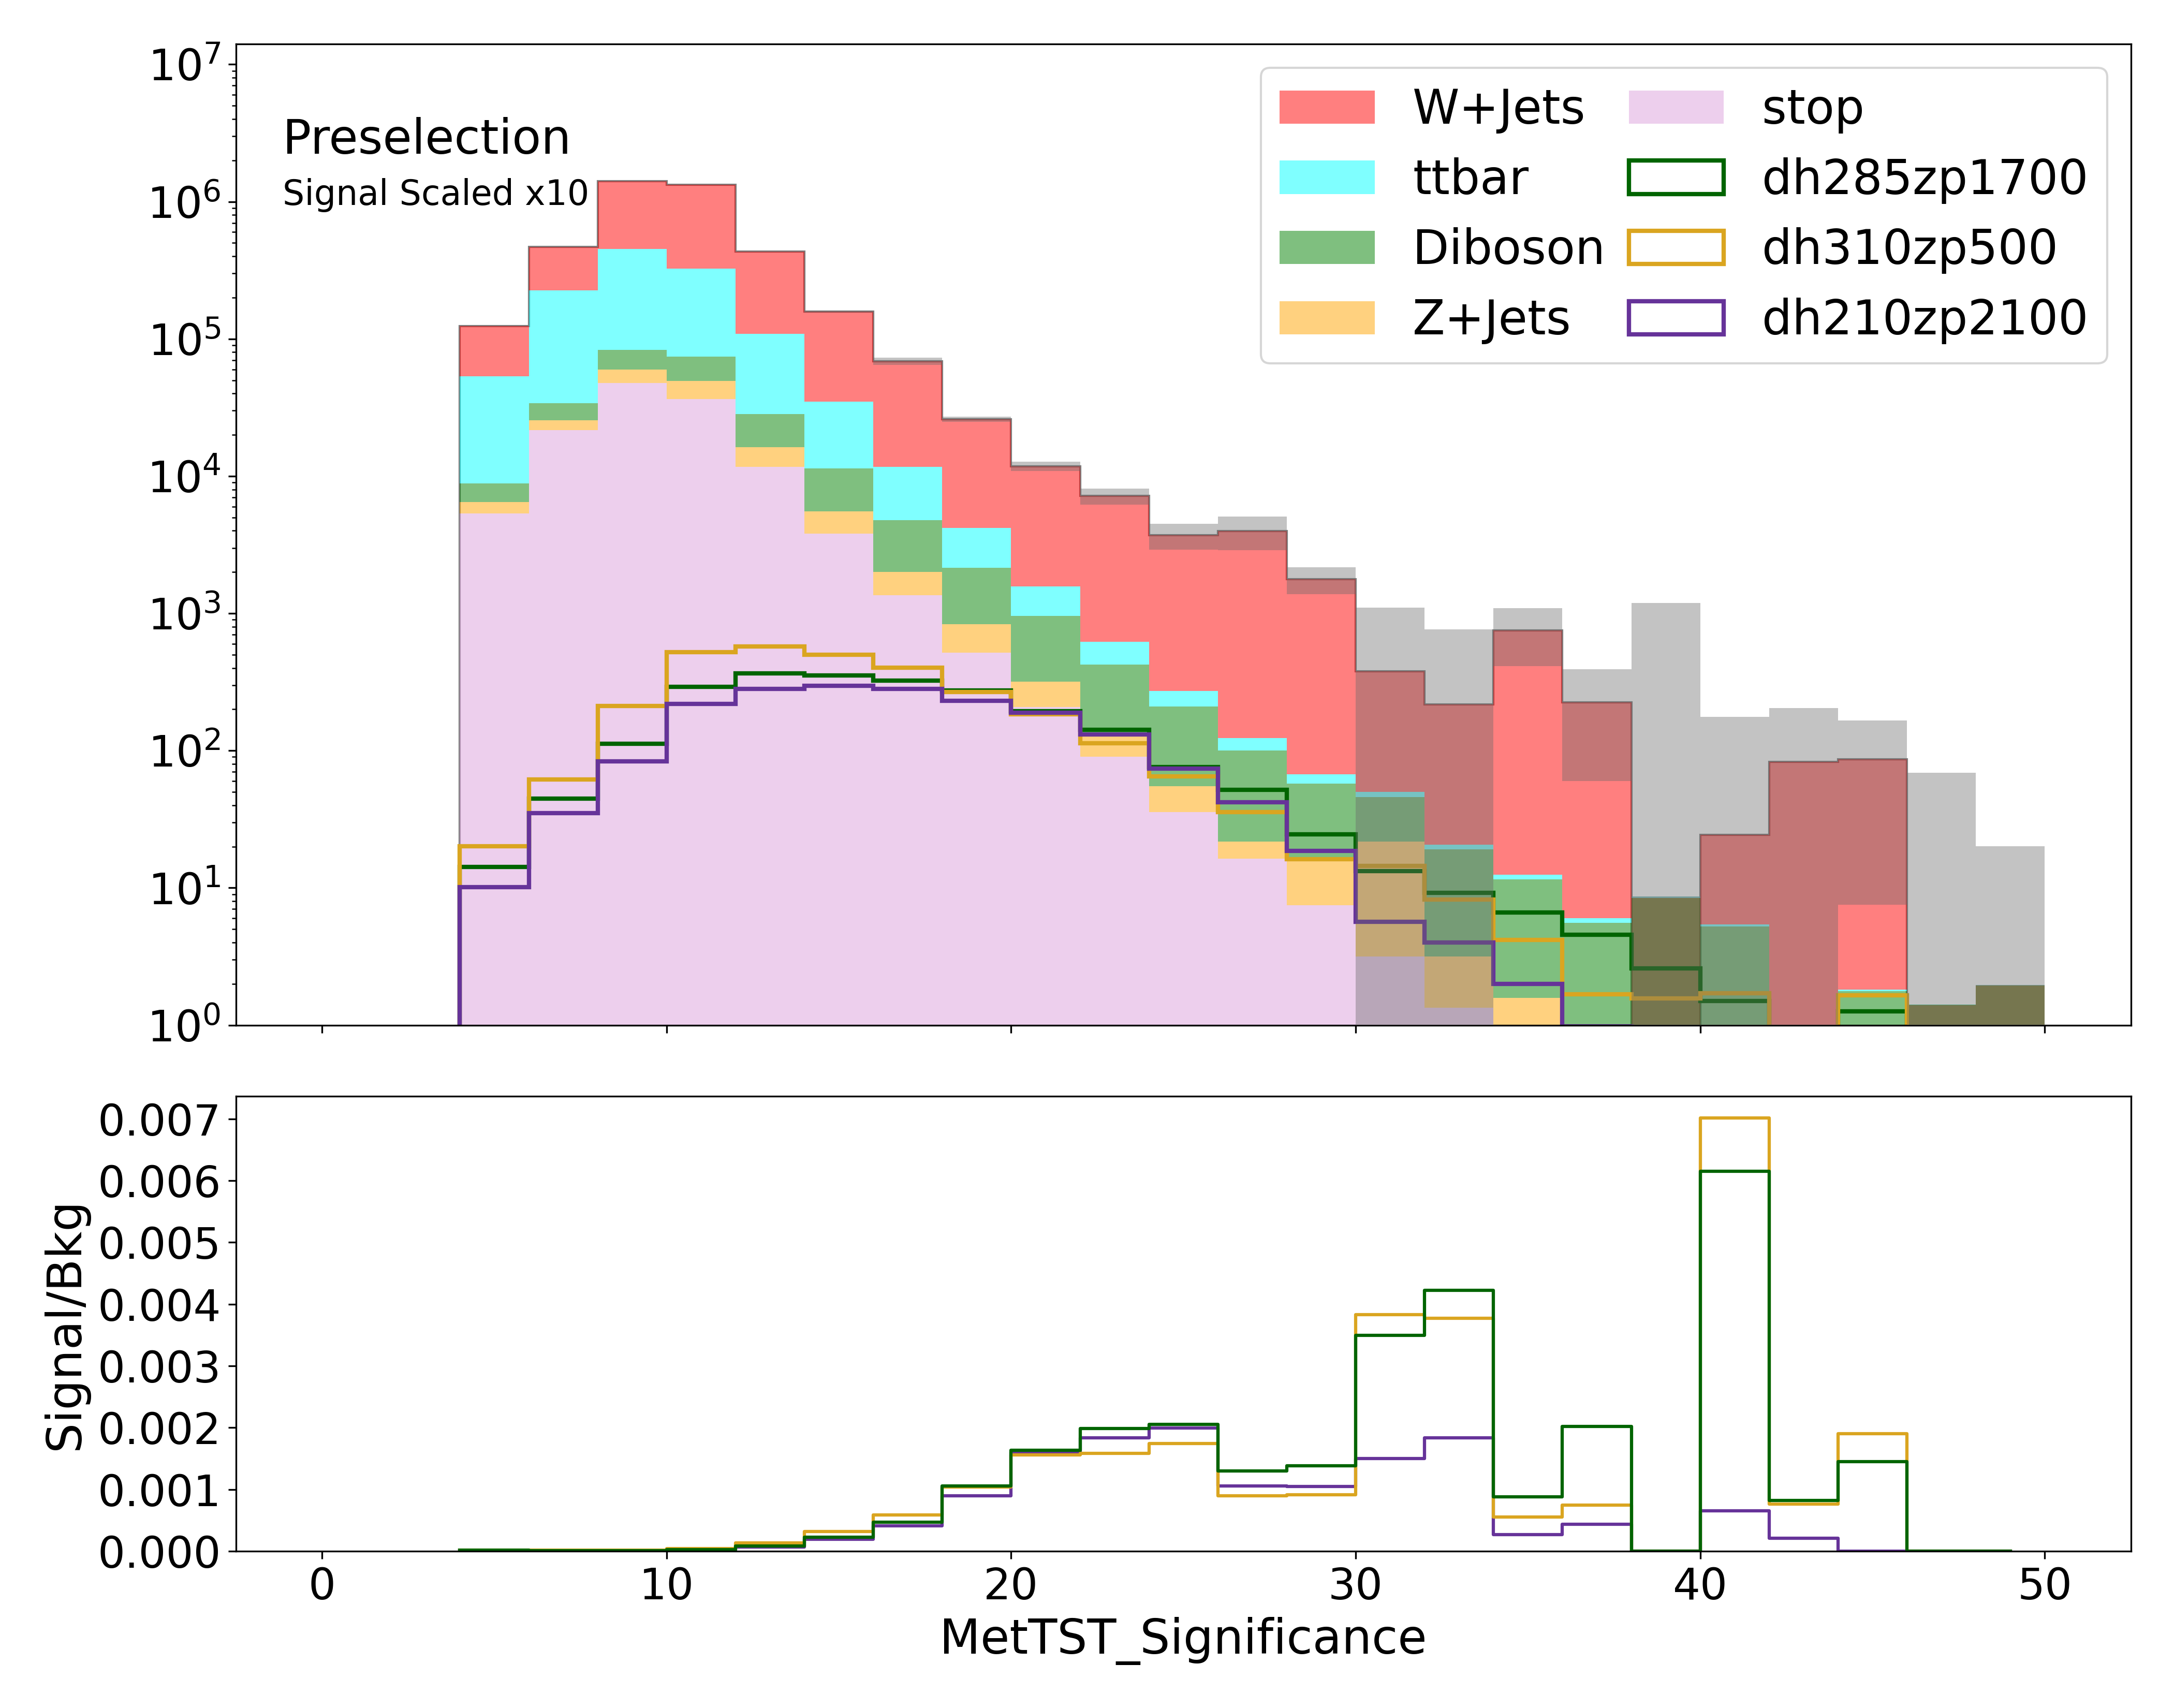 10^7
10^6
10^5
10^4
10^3
10^2
10^1
10^0
Preselection
Signal Scaled x10
W+Jets
ttbar
Diboson
Z+Jets
stop
dh285zp1700
dh310zp500
dh210zp2100
0.007
0.006
0.005
0.004
0.003
0.002
0.001
0.000
Signal/Bkg
0 10 20 30 40 50
MetTST_Significance